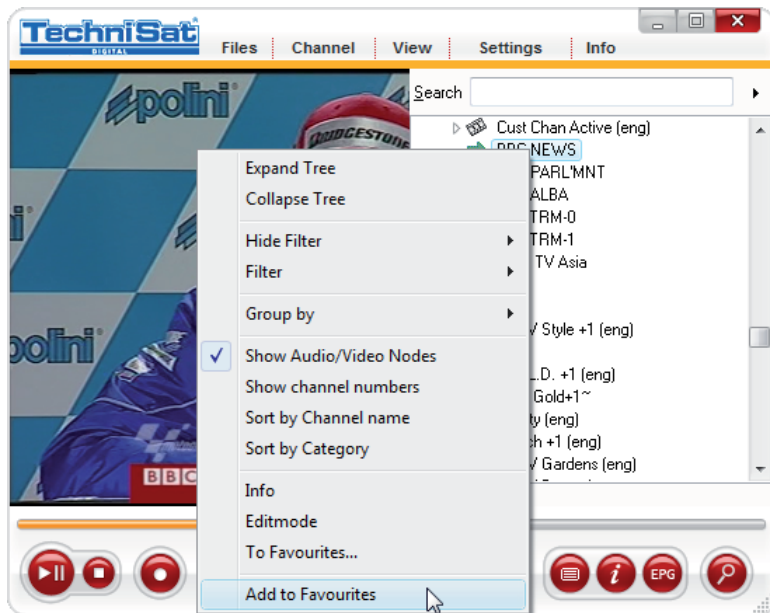 TechniSat
DIGITAL
Files Channel View Settings Info
polini
BRIDGESTONE
Search
Cust Chan Active (eng)
NEWS
PARL'MNT
ALBA
TRM-0
TRM-1
TV Asia
Style +1 (eng)
+1 (eng)
Gold+1~
(eng)
+1 (eng)
Gardens (eng)
Expand Tree
Collapse Tree
Hide Filter
Filter
Group by
Show Audio/Video Nodes
Show channel numbers
Sort by Channel name
Sort by Category
Info
Editmode
To Favourites...
Add to Favourites
polini
BBC
i
EPG